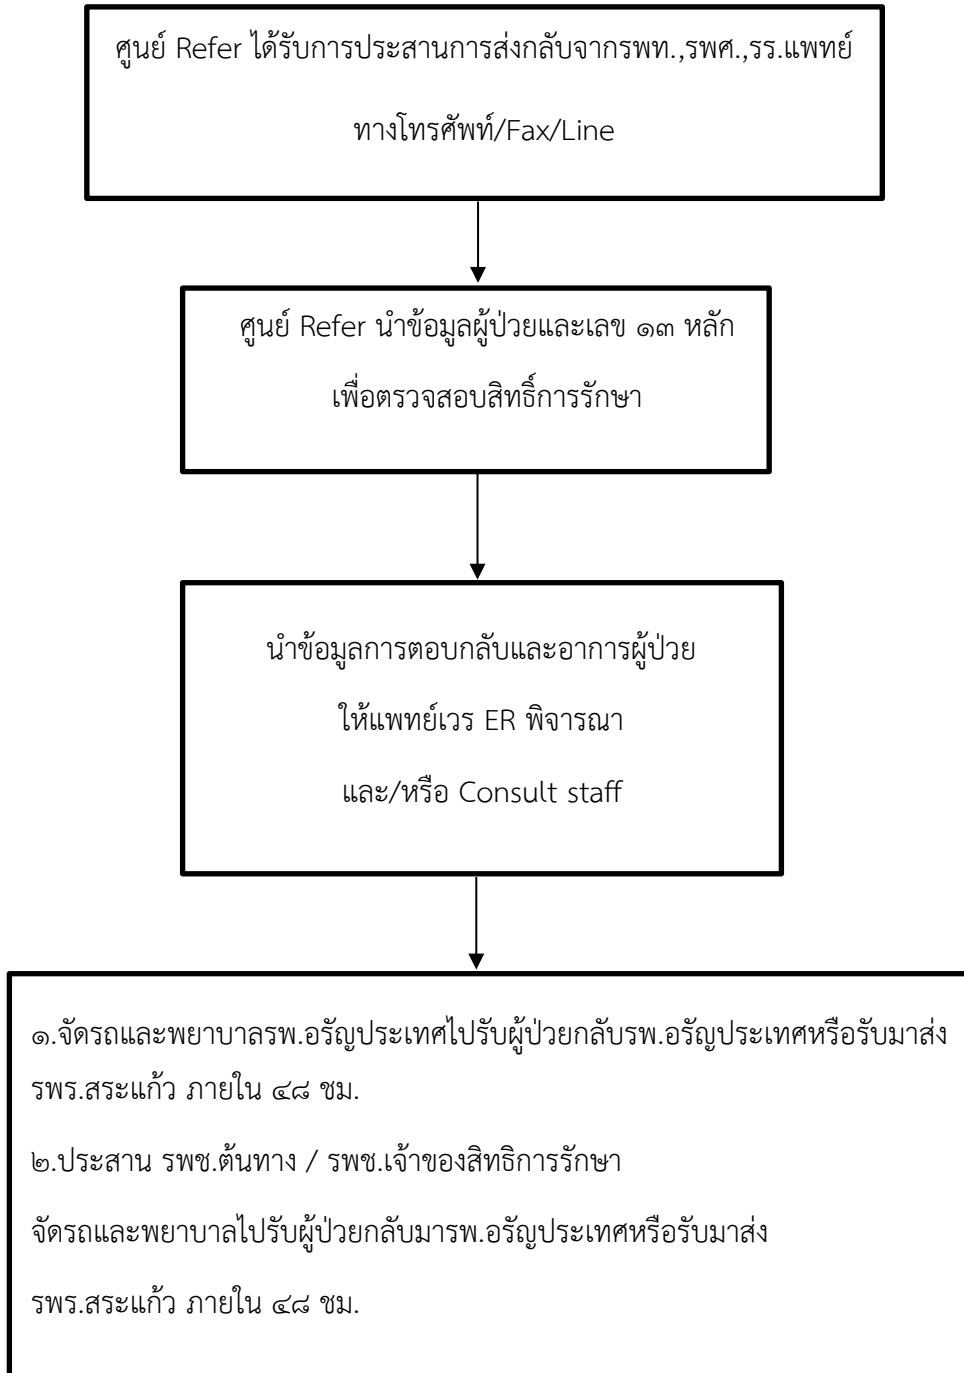 ศูนย์ Refer ได้รับการประสานการส่งกลับจากรพท.,รพศ.,รร.แพทย์
ทางโทรศัพท์/Fax/Line
ศูนย์ Refer นำข้อมูลผู้ป่วยและเลข ๑๓ หลัก
เพื่อตรวจสอบสิทธิ์การรักษา
นำข้อมูลการตอบกลับและอาการผู้ป่วย
ให้แพทย์เวร ER พิจารณา
และ/หรือ Consult staff
๑.จัดรถและพยาบาลรพ.อรัญประเทศไปรับผู้ป่วยกลับรพ.อรัญประเทศหรือรับมาส่ง
รพร.สระแก้ว ภายใน ๔๘ ชม.
๒.ประสาน รพช.ต้นทาง / รพช.เจ้าของสิทธิการรักษา
จัดรถและพยาบาลไปรับผู้ป่วยกลับมารพ.อรัญประเทศหรือรับมาส่ง
รพร.สระแก้ว ภายใน ๔๘ ชม.